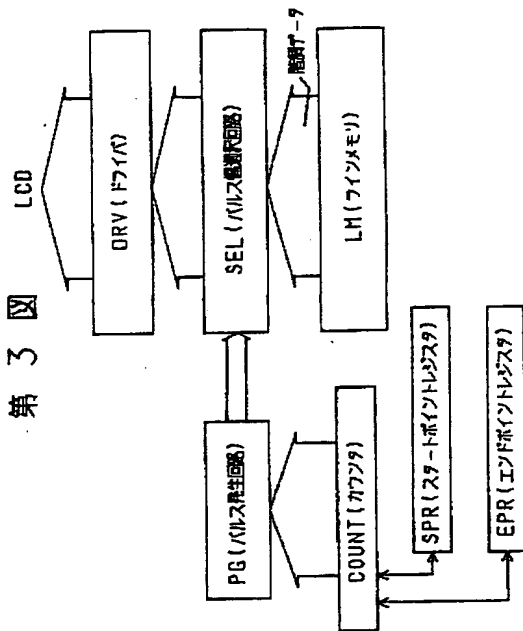 第 3 図
LCD
DRV(ドライバ)
SEL(パルス幅選択回路)
階調データ
LM(ラインメモリ)
PG(パルス発生回路)
COUNT(カウンタ)
SPR(スタートポイントレジスタ)
EPR(エンドポイントレジスタ)